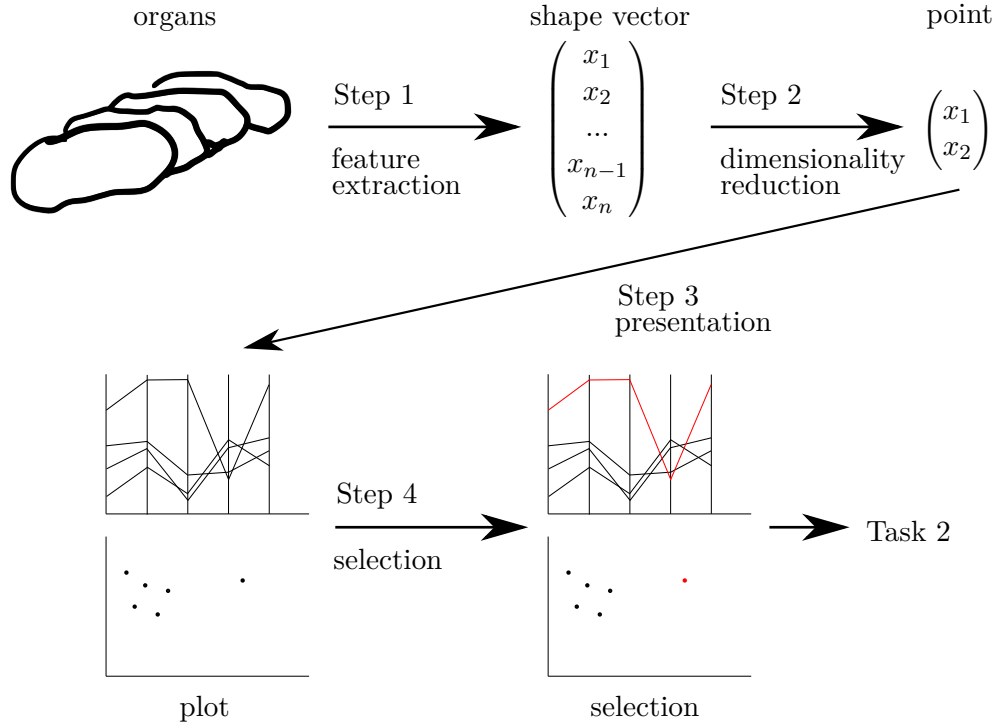 organs
shape vector
point
Step 1
feature
extraction
x₁
x₂
...
xₙ₋₁
xₙ
Step 2
dimensionality
reduction
x₁
x₂
Step 3
presentation
Step 4
selection
Task 2
plot
selection